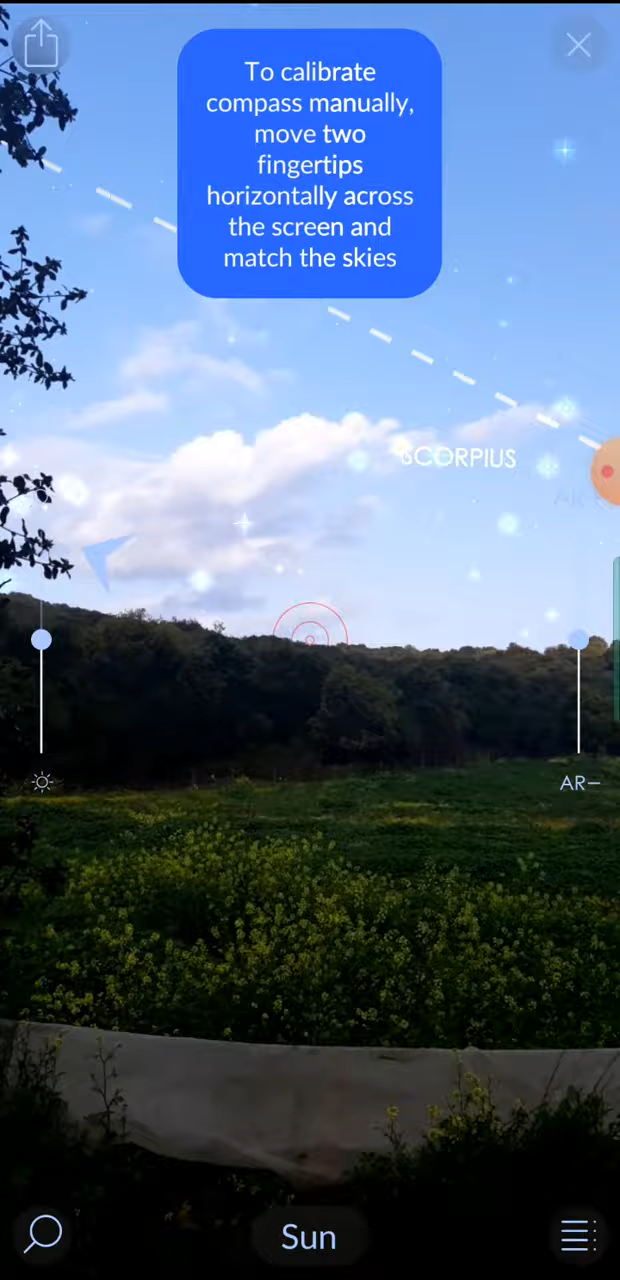 To calibrate
compass manually,
move two
fingertips
horizontally across
the screen and
match the skies
SCORPIUS
AR–
Sun